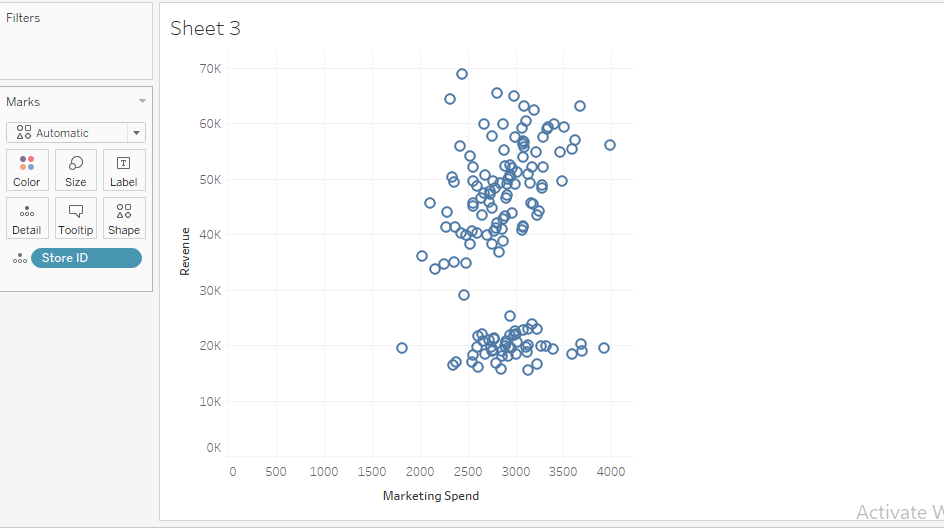 Filters
Marks
Automatic
Color Size Label
Detail Tooltip Shape
Store ID
Sheet 3
Revenue
70K
60K
50K
40K
30K
20K
10K
0K
0 500 1000 1500 2000 2500 3000 3500 4000
Marketing Spend
Activate W